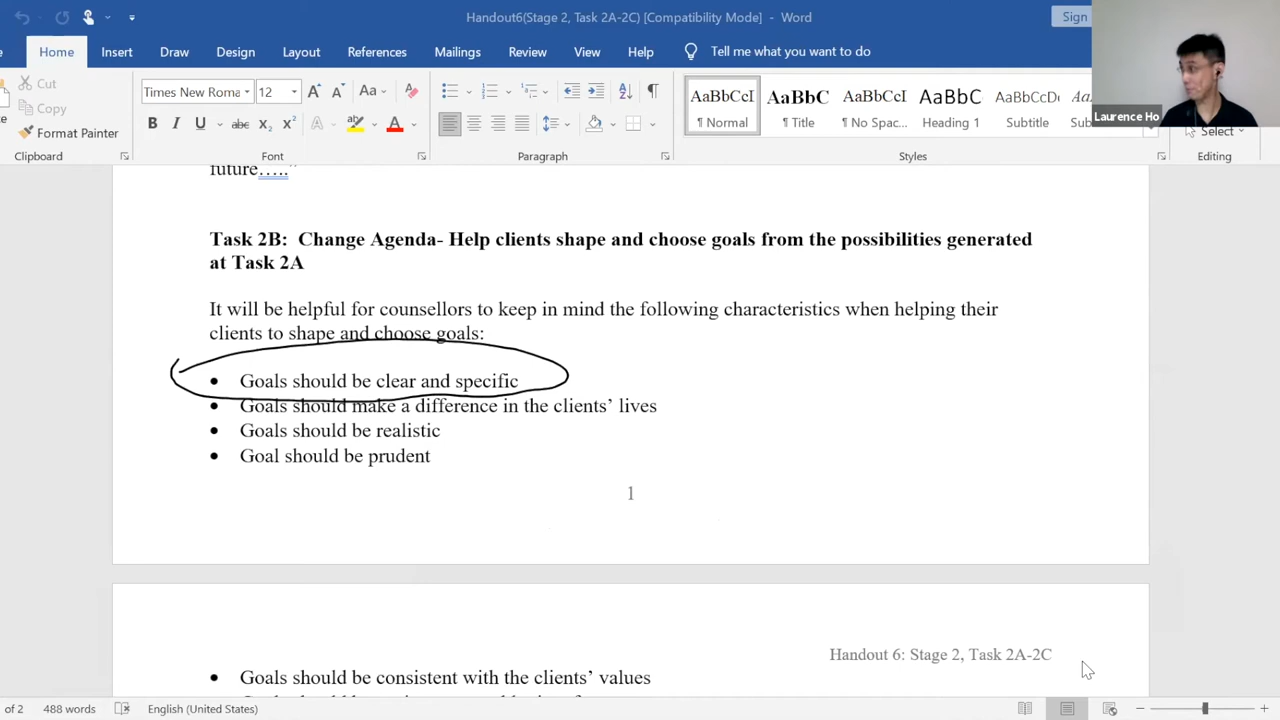 Handout6(Stage 2, Task 2A-2C) [Compatibility Mode] - Word
Sign
Home Insert Draw Design Layout References Mailings Review View Help Tell me what you want to do
Cut
Copy
Format Painter
Clipboard
Times New Roma 12
Font
Paragraph
AaBbCcI AaBbC AaBbCcI AaBbC AaBbCcD
¶ Normal ¶ Title ¶ No Spac... Heading 1 Subtitle
Styles
Laurence Ho
Select
Editing
future…..”
Task 2B: Change Agenda- Help clients shape and choose goals from the possibilities generated
at Task 2A
It will be helpful for counsellors to keep in mind the following characteristics when helping their
clients to shape and choose goals:
• Goals should be clear and specific
• Goals should make a difference in the clients’ lives
• Goals should be realistic
• Goal should be prudent
1
Handout 6: Stage 2, Task 2A-2C
• Goals should be consistent with the clients’ values
of 2 488 words English (United States)